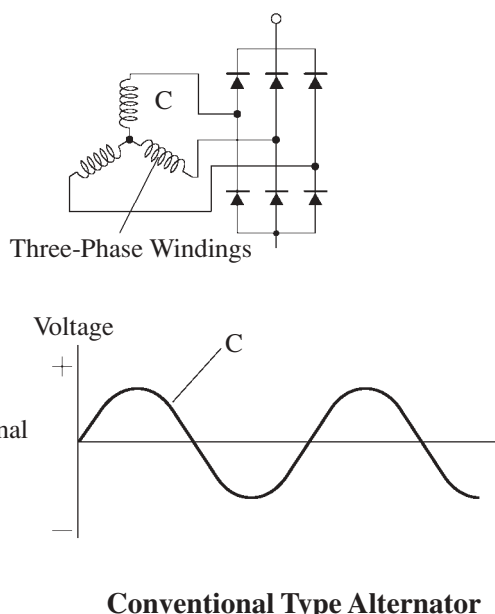 C
Three-Phase Windings
Voltage
C
+
nal
—
Conventional Type Alternator